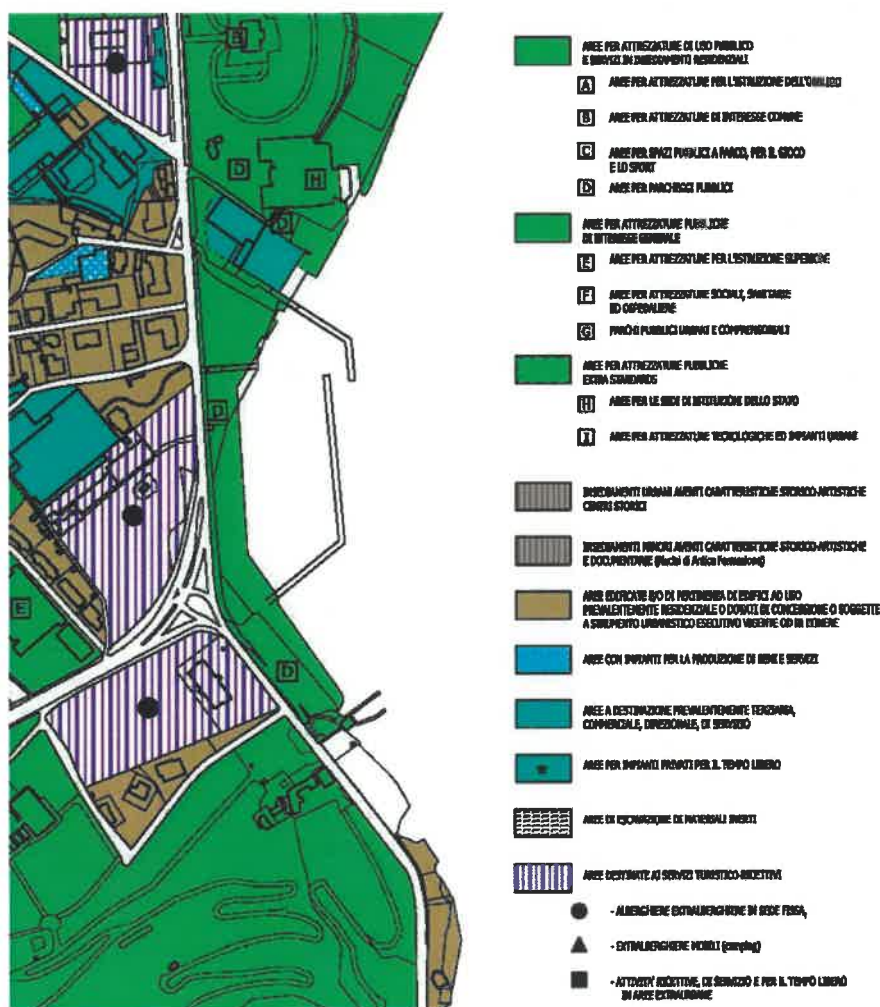 AREE PER ATTREZZATURE DI USO PUBBLICO
E SERVIZI IN INSEDIAMENTI RESIDENZIALI
A AREE PER ATTREZZATURE PER L'ISTRUZIONE DELL'OBBLIGO
B AREE PER ATTREZZATURE DI INTERESSE COMUNE
C AREE PER SPAZI PUBBLICI A PARCO, PER IL GIOCO
E LO SPORT
D AREE PER PARCHEGGI PUBBLICI
AREE PER ATTREZZATURE PUBBLICHE
DI INTERESSE GENERALE
E AREE PER ATTREZZATURE PER L'ISTRUZIONE SUPERIORE
F AREE PER ATTREZZATURE SOCIALI, SANITARIE
ED OSPEDALIERE
G PARCHI PUBBLICI URBANI E COMPRENSORIALI
AREE PER ATTREZZATURE PUBBLICHE
EXTRA STANDARDS
H AREE PER LE SEDI DI ISTITUZIONI DELLO STATO
I AREE PER ATTREZZATURE TECNOLOGICHE ED IMPIANTI URBANI
INSEDIAMENTI URBANI AVENTI CARATTERISTICHE STORICO-ARTISTICHE
CENTRI STORICI
INSEDIAMENTI MINORI AVENTI CARATTERISTICHE STORICO-ARTISTICHE
E DOCUMENTARIE (Nuclei di Antica Formazione)
AREE EDIFICATE E/O DI PERTINENZA DI EDIFICI AD USO
PREVALENTEMENTE RESIDENZIALE O DOTATI DI CONCESSIONE O SOGGETTE
A STRUMENTO URBANISTICO ESECUTIVO VIGENTE OD IN ITINERE
AREE CON IMPIANTI PER LA PRODUZIONE DI BENI E SERVIZI
AREE A DESTINAZIONE PREVALENTEMENTE TERZIARIA,
COMMERCIALE, DIREZIONALE, DI SERVIZIO
AREE PER IMPIANTI PRIVATI PER IL TEMPO LIBERO
AREE DI ESCAVAZIONE DI MATERIALI INERTI
AREE DESTINATE AI SERVIZI TURISTICO-RICETTIVI
- ALBERGHIERE EXTRALBERGHIERE IN SEDE FISSA,
- EXTRALBERGHIERE MOBILI (camping)
- ATTIVITA' RICETTIVE, DI SERVIZIO E PER IL TEMPO LIBERO
IN AREE EXTRAURBANE
B
D
H
D
D
E
D
D